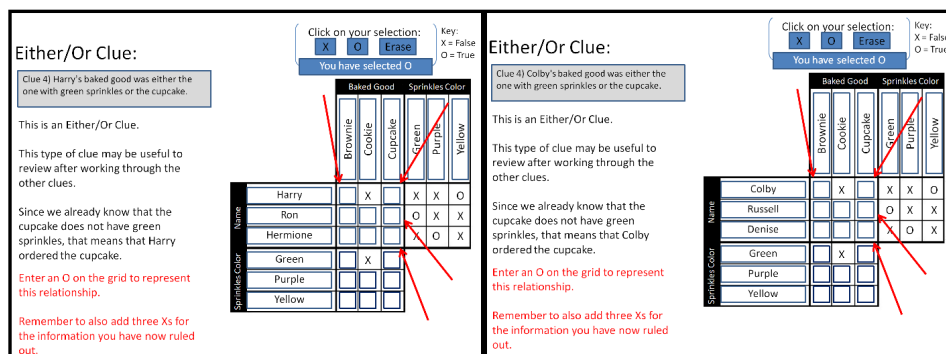 Click on your selection:
X O Erase
You have selected O
Key:
X = False
O = True
Either/Or Clue:
Clue 4) Harry's baked good was either the
one with green sprinkles or the cupcake.
This is an Either/Or Clue.
This type of clue may be useful to
review after working through the
other clues.
Since we already know that the
cupcake does not have green
sprinkles, that means that Harry
ordered the cupcake.
Enter an O on the grid to represent
this relationship.
Remember to also add three Xs for
the information you have now ruled
out.
Baked Good Sprinkles Color
Brownie Cookie Cupcake Green Purple Yellow
Name
Harry X X X O
Ron O X X
Hermione X O X
Sprinkles Color
Green X
Purple
Yellow
Click on your selection:
X O Erase
You have selected O
Key:
X = False
O = True
Either/Or Clue:
Clue 4) Colby's baked good was either the
one with green sprinkles or the cupcake.
This is an Either/Or Clue.
This type of clue may be useful to
review after working through the
other clues.
Since we already know that the
cupcake does not have green
sprinkles, that means that Colby
ordered the cupcake.
Enter an O on the grid to represent
this relationship.
Remember to also add three Xs for
the information you have now ruled
out.
Baked Good Sprinkles Color
Brownie Cookie Cupcake Green Purple Yellow
Name
Colby X X X O
Russell O X X
Denise X O X
Sprinkles Color
Green X
Purple
Yellow